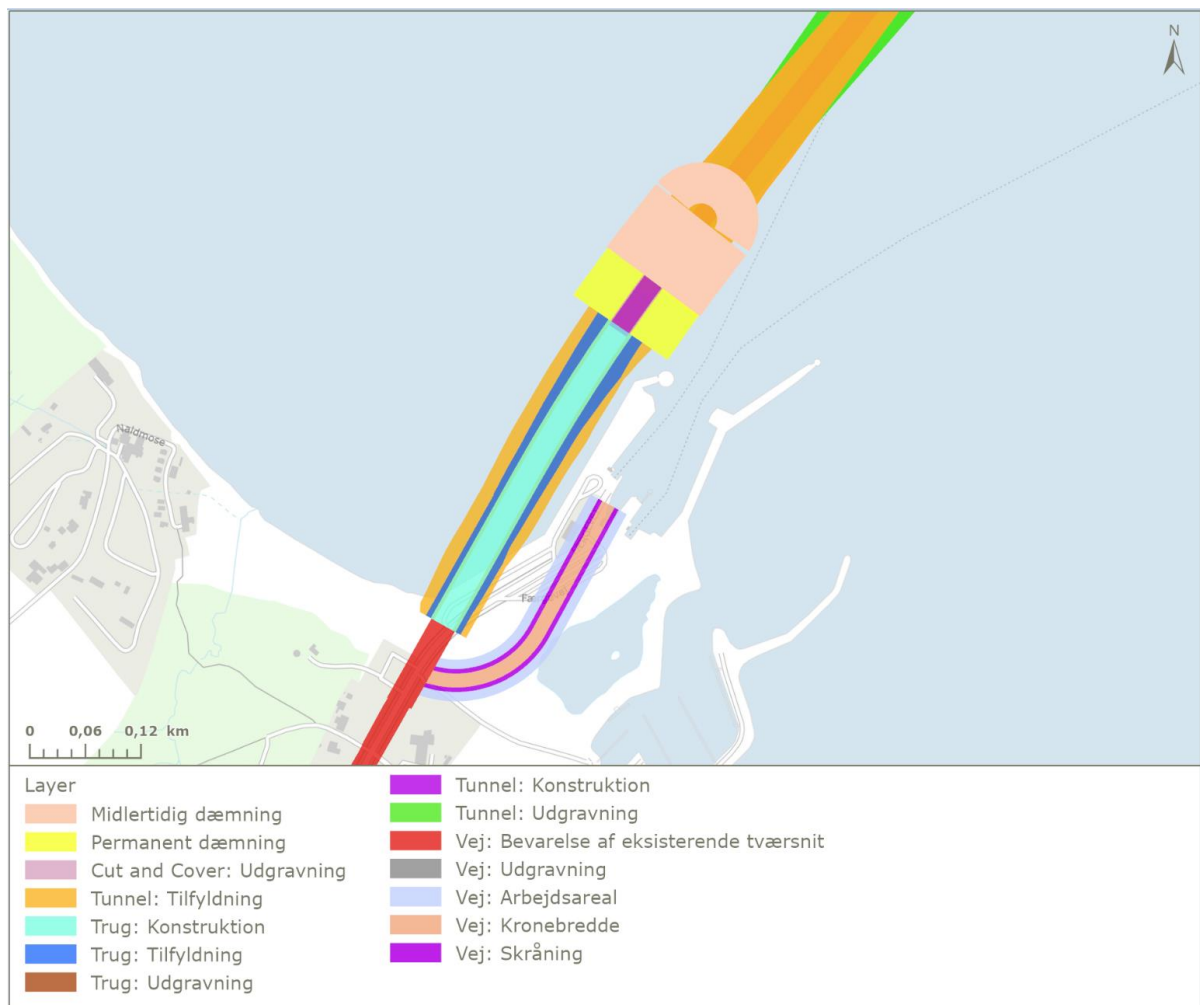 N
Naldmose
Fæ
0 0,06 0,12 km
Layer
Midlertidig dæmning
Permanent dæmning
Cut and Cover: Udgravning
Tunnel: Tilfyldning
Trug: Konstruktion
Trug: Tilfyldning
Trug: Udgravning
Tunnel: Konstruktion
Tunnel: Udgravning
Vej: Bevarelse af eksisterende tværsnit
Vej: Udgravning
Vej: Arbejdsareal
Vej: Kronebredde
Vej: Skråning